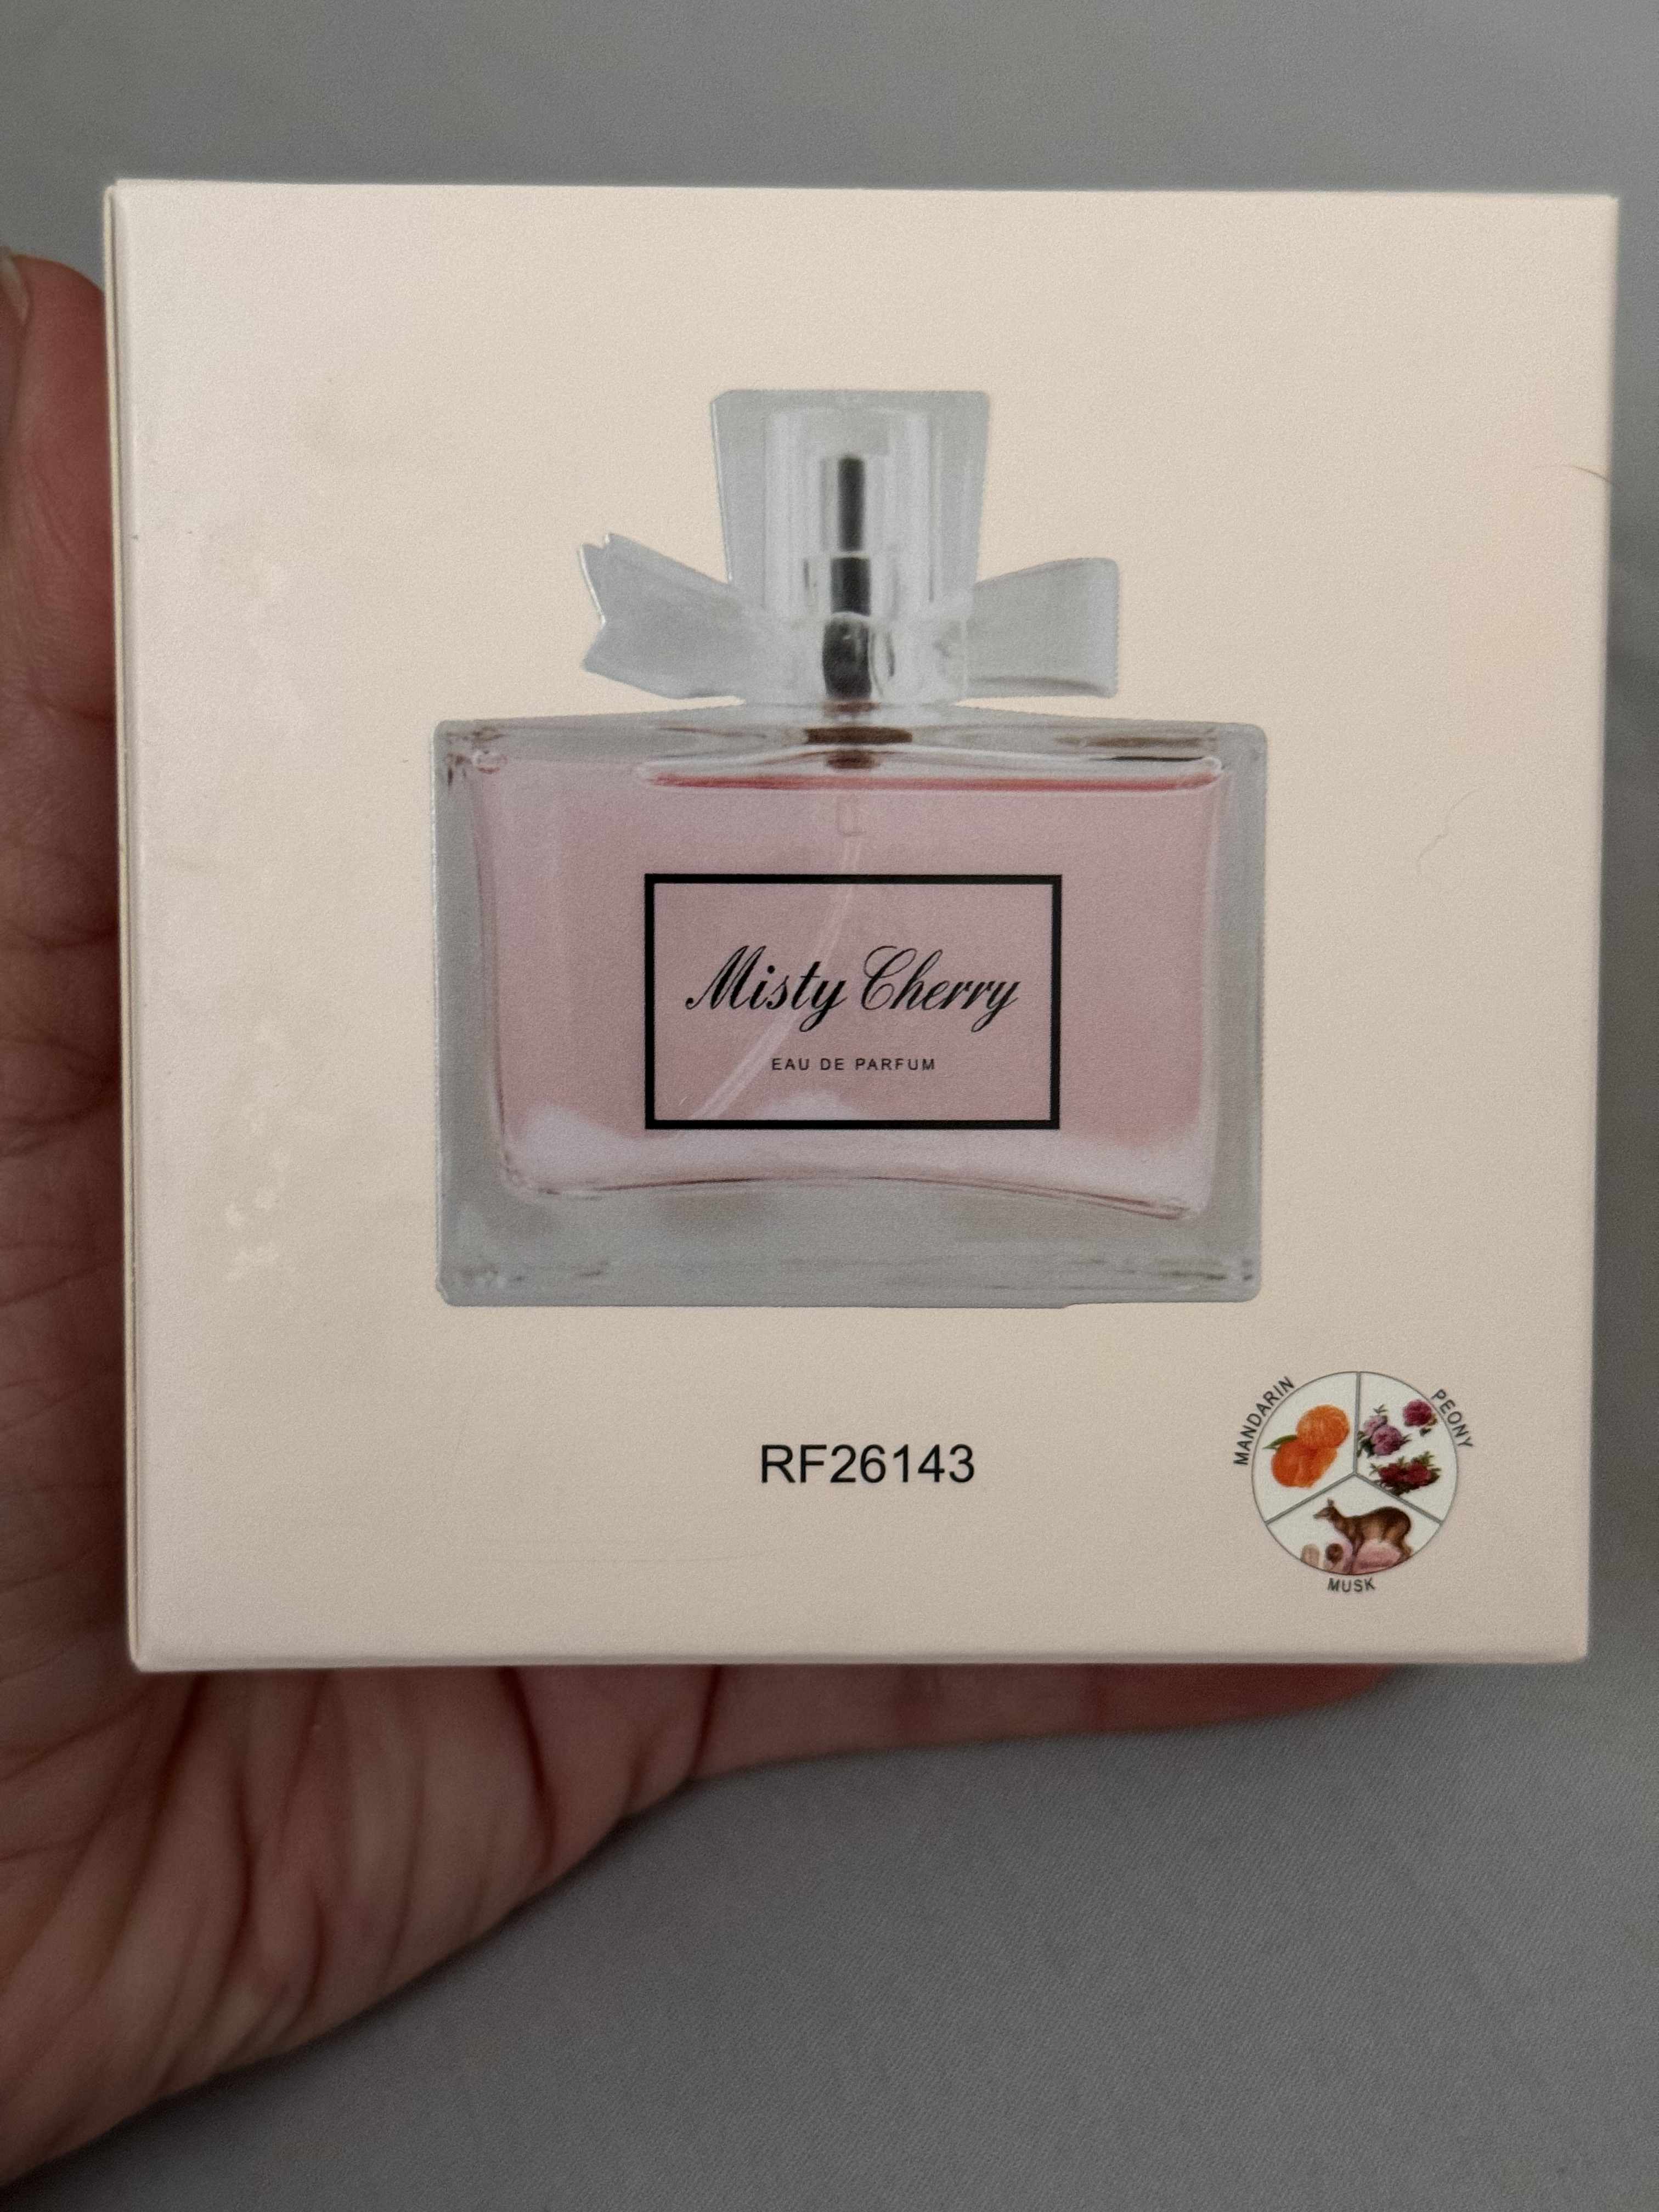 Misty Cherry
EAU DE PARFUM
RF26143
MANDARIN
PEONY
MUSK